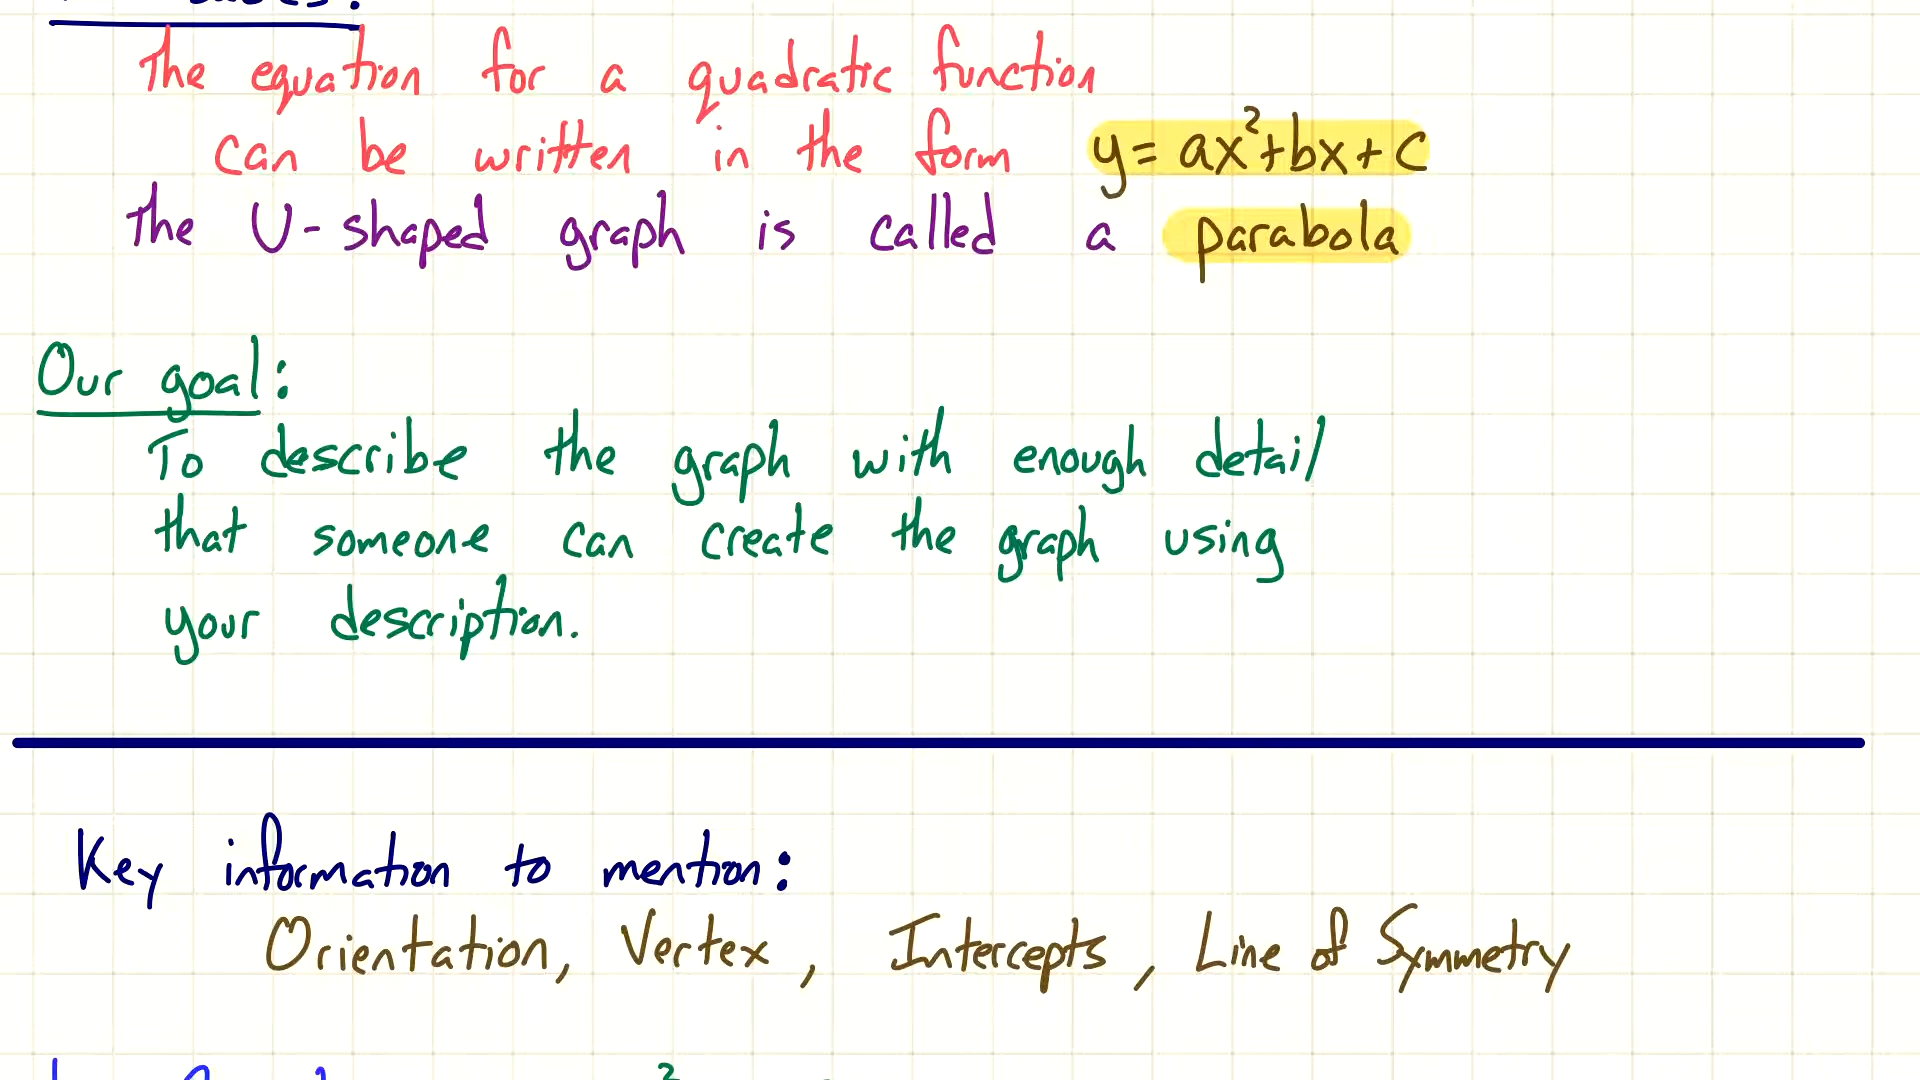 The equation for a quadratic function
can be written in the form y = ax²+bx+c
the U-shaped graph is called a parabola
Our goal:
To describe the graph with enough detail
that someone can create the graph using
your description.
Key information to mention:
Orientation, Vertex, Intercepts, Line of Symmetry